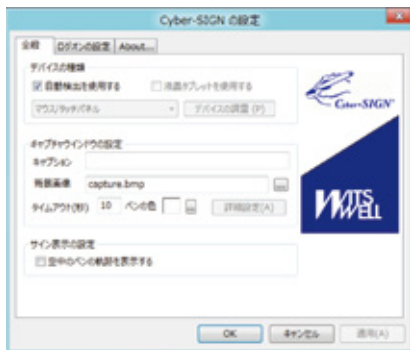 Cyber-SIGN の設定
全般 ログオンの設定 About...
デバイスの種類
自動検出を使用する 液晶タブレットを使用する
マウス/タッチパネル デバイスの調整 (P)
キャプチャウインドウの設定
キャプション
背景画像 capture.bmp ...
タイムアウト(秒) 10 ペンの色 ... 詳細設定(A)
サイン表示の設定
空中のペンの軌跡を表示する
Cyber-SIGN
WITS
WELL
OK キャンセル 適用(A)